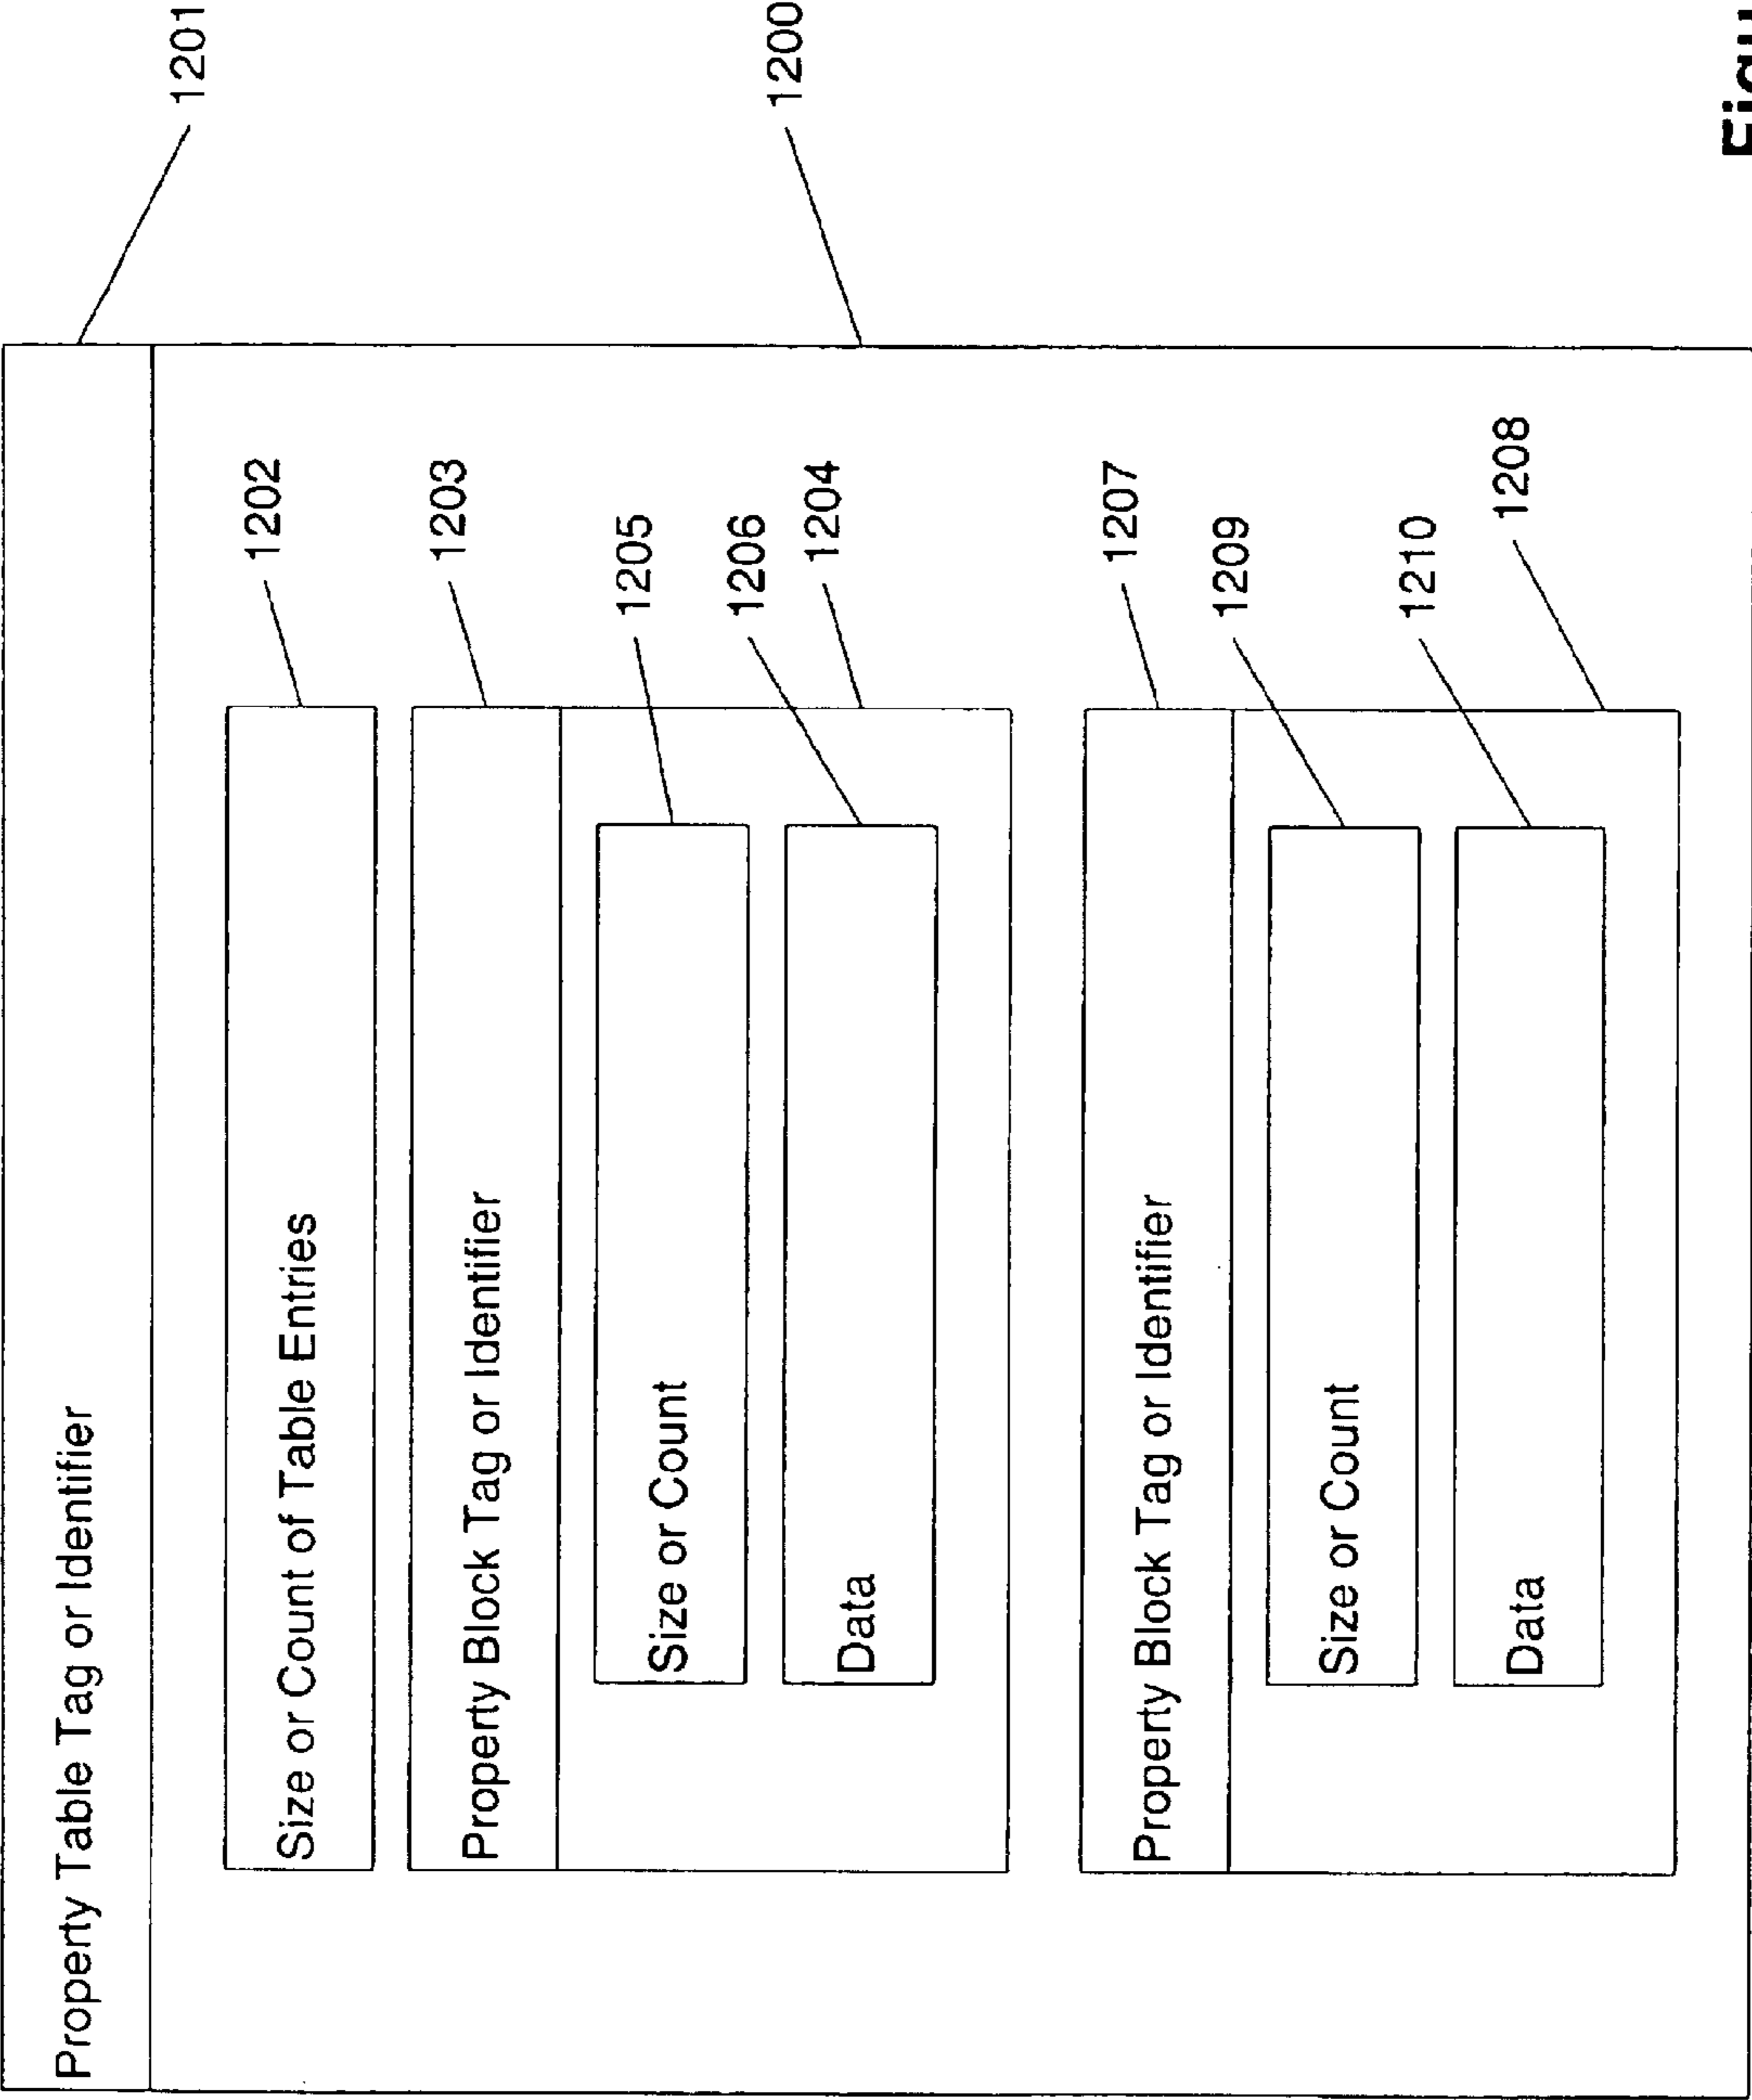 Property Table Tag or Identifier
1201
1200
Size or Count of Table Entries
1202
Property Block Tag or Identifier
1203
Size or Count
1205
Data
1206
1204
Property Block Tag or Identifier
1207
Size or Count
1209
Data
1210
1208